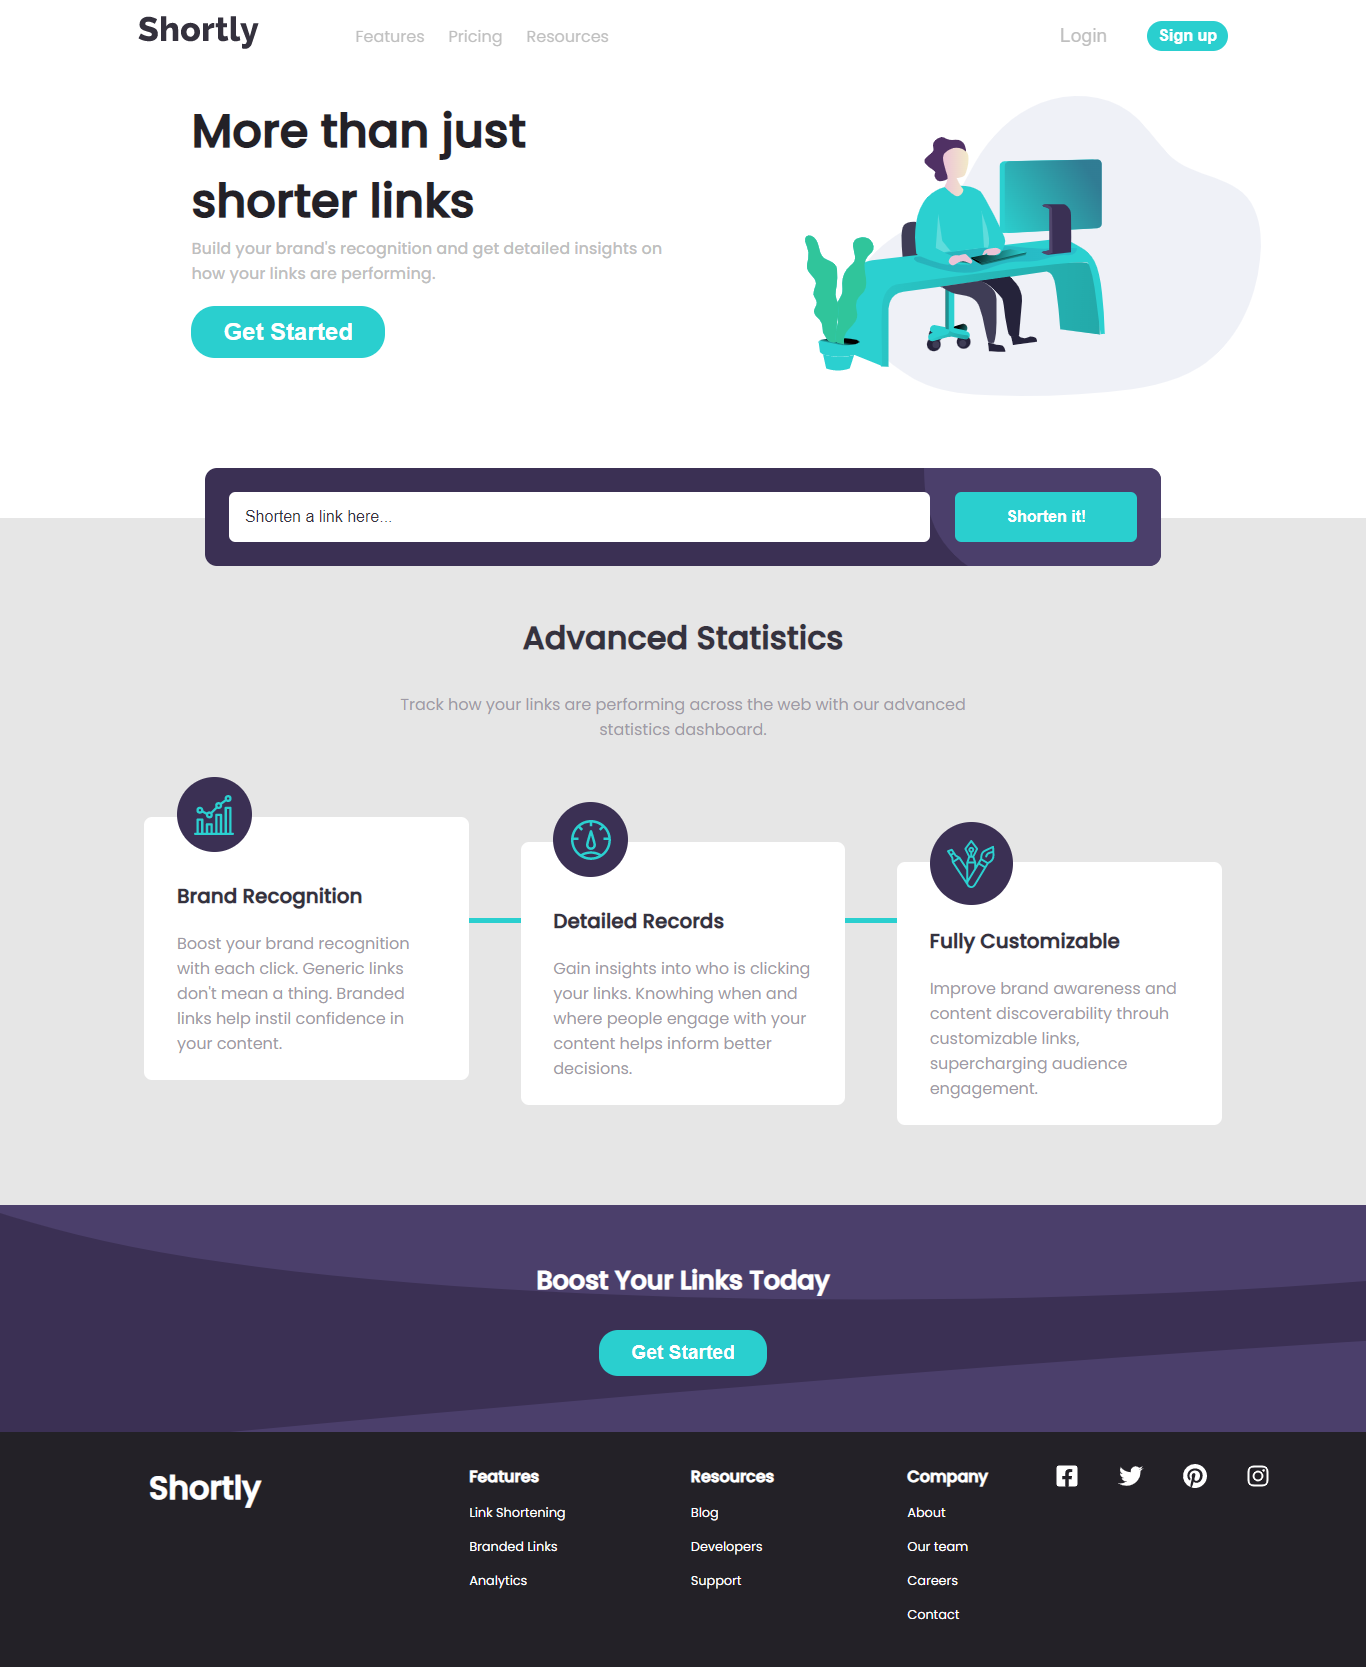 Shortly
Features Pricing Resources
Login
Sign up
More than just
shorter links
Build your brand's recognition and get detailed insights on
how your links are performing.
Get Started
Shorten a link here...
Shorten it!
Advanced Statistics
Track how your links are performing across the web with our advanced
statistics dashboard.
Brand Recognition
Boost your brand recognition
with each click. Generic links
don't mean a thing. Branded
links help instil confidence in
your content.
Detailed Records
Gain insights into who is clicking
your links. Knowhing when and
where people engage with your
content helps inform better
decisions.
Fully Customizable
Improve brand awareness and
content discoverability throuh
customizable links,
supercharging audience
engagement.
Boost Your Links Today
Get Started
Shortly
Features
Link Shortening
Branded Links
Analytics
Resources
Blog
Developers
Support
Company
About
Our team
Careers
Contact